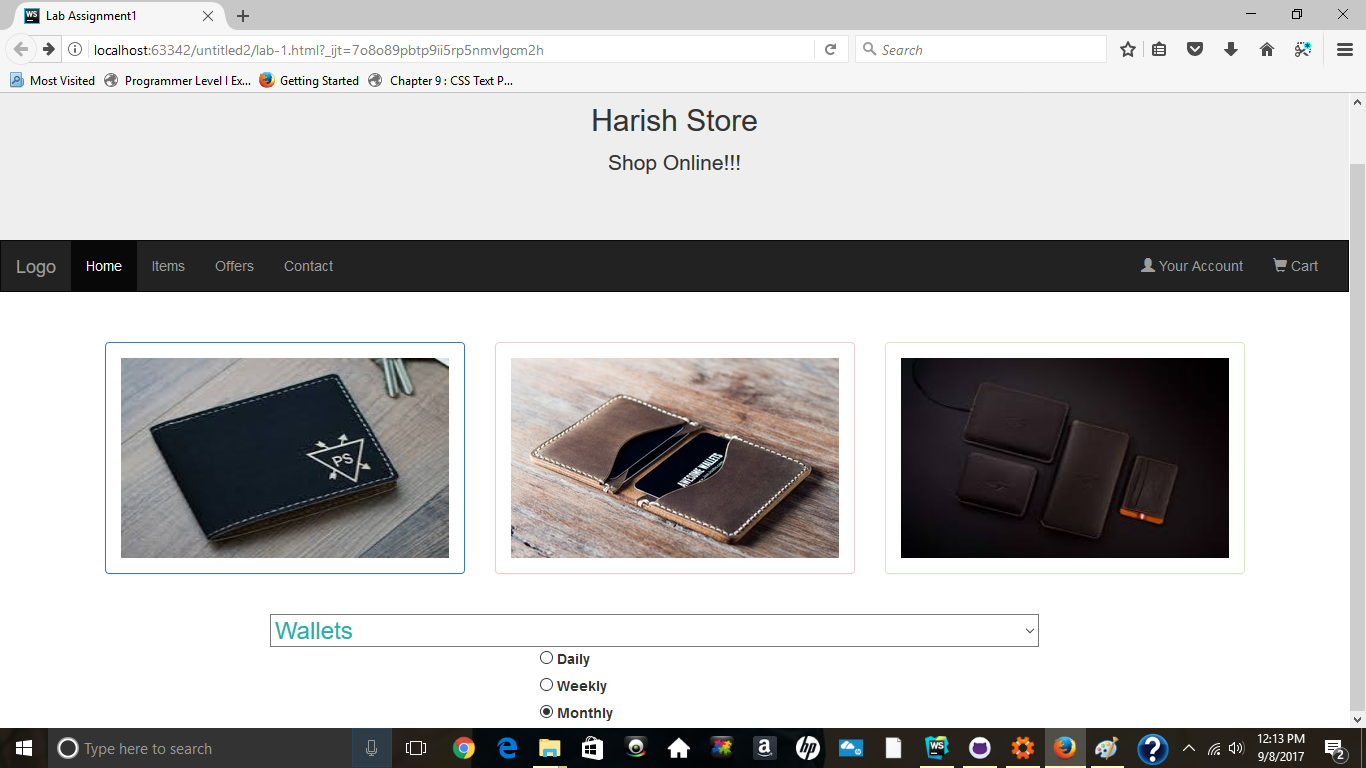 Lab Assignment1
localhost:63342/untitled2/lab-1.html?_ijt=7o8o89pbtp9ii5rp5nmvlgcm2h
Search
Most Visited Programmer Level I Ex... Getting Started Chapter 9 : CSS Text P...
Harish Store
Shop Online!!!
Logo Home Items Offers Contact Your Account Cart
PS
AWESOME WALLETS
Wallets
Daily
Weekly
Monthly
Type here to search
WS
a
hp
?
12:13 PM
9/8/2017
2